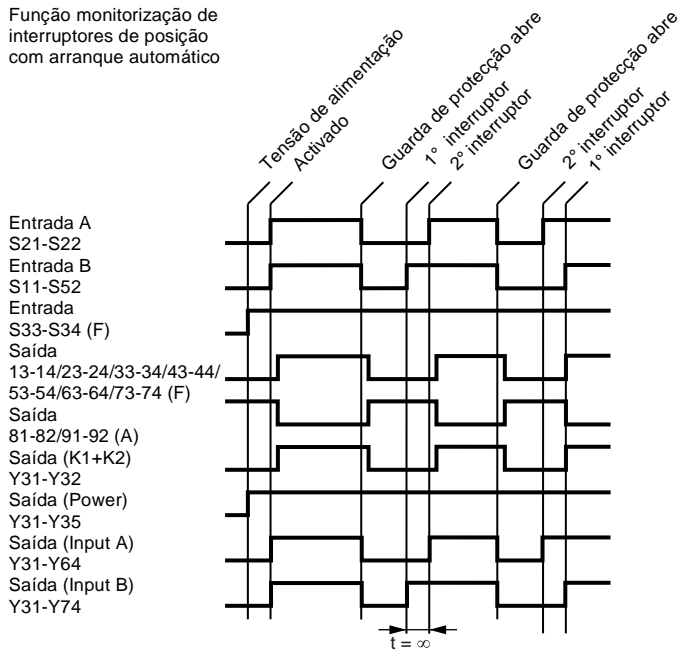 Função monitorização de
interruptores de posição
com arranque automático
Tensão de alimentação
Activado
Guarda de protecção abre
1° interruptor
2° interruptor
Guarda de protecção abre
2° interruptor
1° interruptor
Entrada A
S21-S22
Entrada B
S11-S52
Entrada
S33-S34 (F)
Saída
13-14/23-24/33-34/43-44/
53-54/63-64/73-74 (F)
Saída
81-82/91-92 (A)
Saída (K1+K2)
Y31-Y32
Saída (Power)
Y31-Y35
Saída (Input A)
Y31-Y64
Saída (Input B)
Y31-Y74
t = ∞